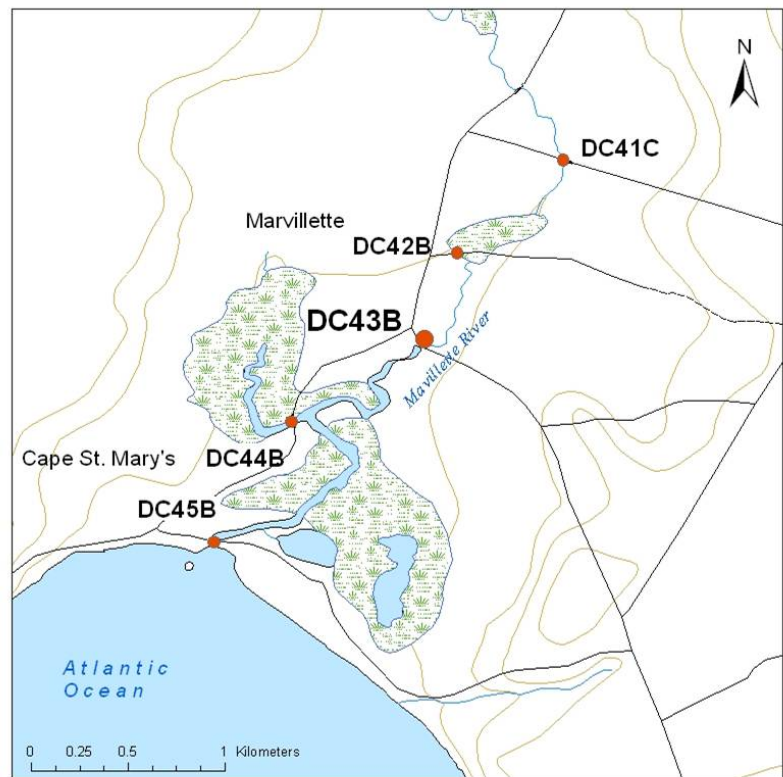 N
DC41C
Marvillette
DC42B
DC43B
Mavillette River
Cape St. Mary's
DC44B
DC45B
Atlantic
Ocean
0 0.25 0.5 1 Kilometers